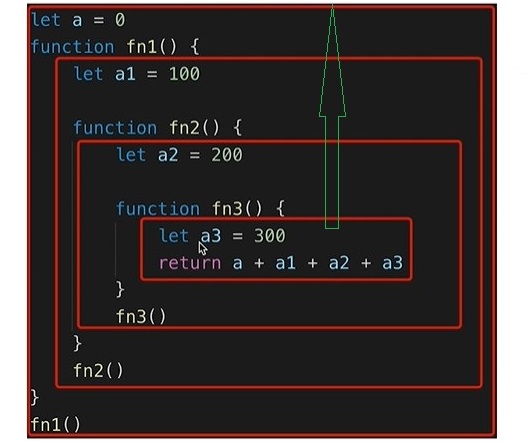 let a = 0
function fn1() {
let a1 = 100
function fn2() {
let a2 = 200
function fn3() {
let a3 = 300
return a + a1 + a2 + a3
}
fn3()
}
fn2()
}
fn1()